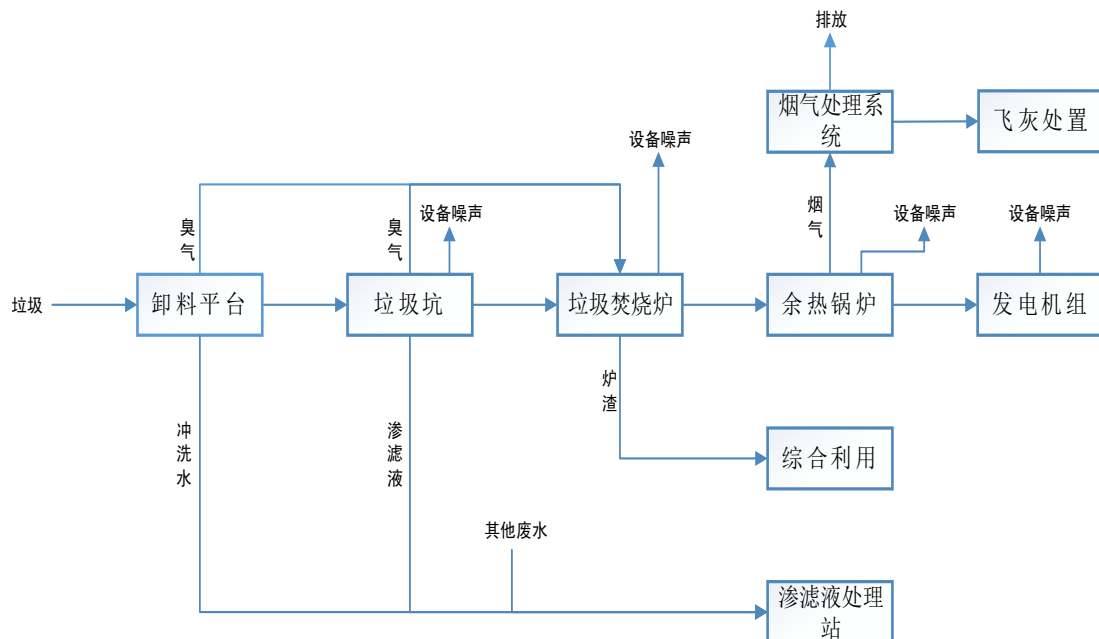 排放
烟气处理系
统
飞灰处置
设备噪声
臭
气
臭
气
设备噪声
烟
气
设备噪声
设备噪声
垃圾
卸料平台
垃圾坑
垃圾焚烧炉
余热锅炉
发电机组
炉
渣
冲
洗
水
渗
滤
液
综合利用
其他废水
渗滤液处理
站